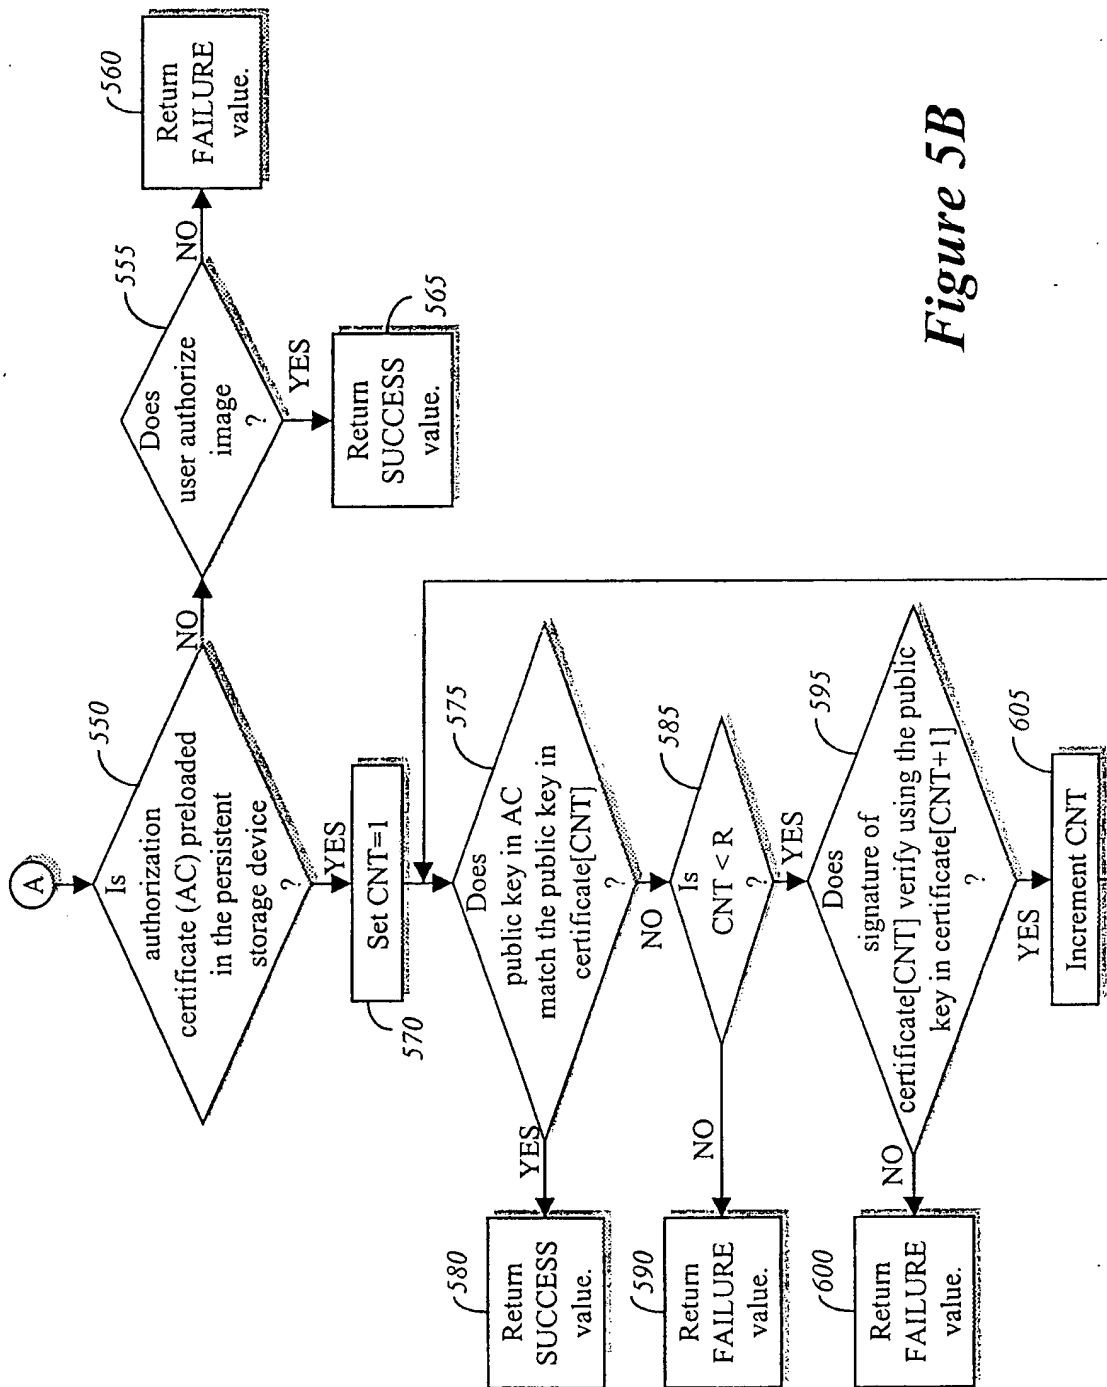 A
550
Is
authorization
certificate (AC) preloaded
in the persistent
storage device
?
NO
YES
555
Does
user authorize
image
?
NO
YES
560
Return
FAILURE
value.
565
Return
SUCCESS
value.
570
Set CNT=1
575
Does
public key in AC
match the public key in
certificate[CNT]
?
YES
NO
580
Return
SUCCESS
value.
585
Is
CNT < R
?
NO
YES
590
Return
FAILURE
value.
595
Does
signature of
certificate[CNT] verify using the public
key in certificate[CNT+1]
?
NO
YES
600
Return
FAILURE
value.
605
Increment CNT
Figure 5B